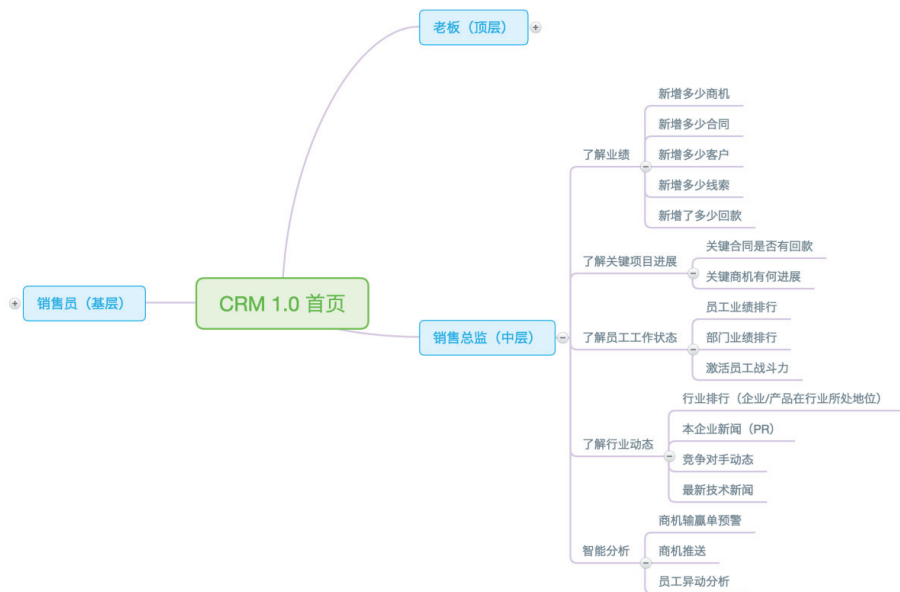 老板（顶层）
新增多少商机
新增多少合同
了解业绩
新增多少客户
新增多少线索
新增了多少回款
关键合同是否有回款
了解关键项目进展
关键商机有何进展
销售员（基层）
CRM 1.0 首页
销售总监（中层）
员工业绩排行
了解员工工作状态
部门业绩排行
激活员工战斗力
行业排行（企业/产品在行业所处地位）
本企业新闻（PR）
了解行业动态
竞争对手动态
最新技术新闻
商机输赢单预警
智能分析
商机推送
员工异动分析